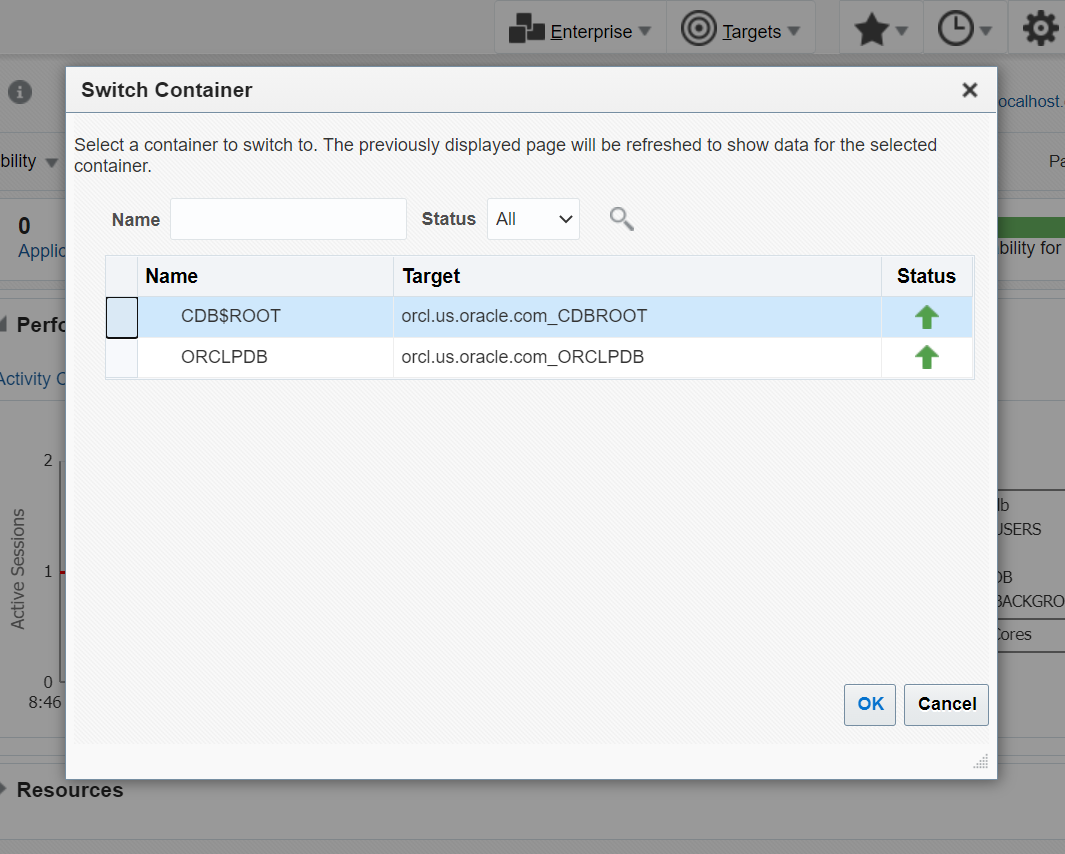 Enterprise
Targets
ocalhost.
Switch Container
Select a container to switch to. The previously displayed page will be refreshed to show data for the selected
container.
bility
Pa
Name
Status All
0
Applic
bility for
Name Target Status
CDB$ROOT orcl.us.oracle.com_CDBROOT
ORCLPDB orcl.us.oracle.com_ORCLPDB
Perfo
Activity C
2
1
0
8:46
Active Sessions
db
USERS
DB
BACKGRO
Cores
OK Cancel
Resources